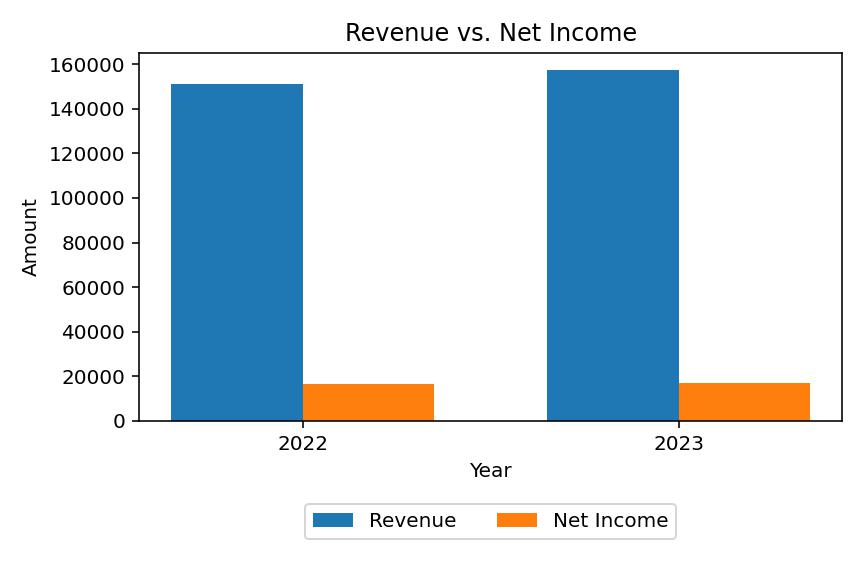 Revenue vs. Net Income
160000
140000
120000
100000
80000
60000
40000
20000
0
Amount
2022 2023
Year
Revenue Net Income